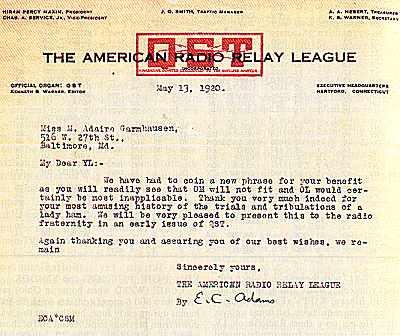 HIRAM PERCY MAXIM, PRESIDENT
CHAS. A. SERVICE, JR., VICE-PRESIDENT
J. O. SMITH, TRAFFIC MANAGER
A. A. HEBERT, TREASURER
K. B. WARNER, SECRETARY
QST
THE AMERICAN RADIO RELAY LEAGUE
INCORPORATED
OFFICIAL ORGAN: QST
KENNETH B. WARNER, EDITOR
EXECUTIVE HEADQUARTERS
HARTFORD, CONNECTICUT
May 13, 1920.
Miss M. Adaire Garmhausen,
516 W. 27th St.,
Baltimore, Md.
My Dear YL:-
We have had to coin a new phrase for your benefit
as you will readily see that OM will not fit and OL would cer-
tainly be most inapplicable. Thank you very much indeed for
your most amusing history of the trials and tribulations of a
lady ham. We will be very pleased to present this to the radio
fraternity in an early issue of QST.
Again thanking you and assuring you of our best wishes, we re-
main
Sincerely yours,
THE AMERICAN RADIO RELAY LEAGUE
By E.C. Adams
ECA*CSM